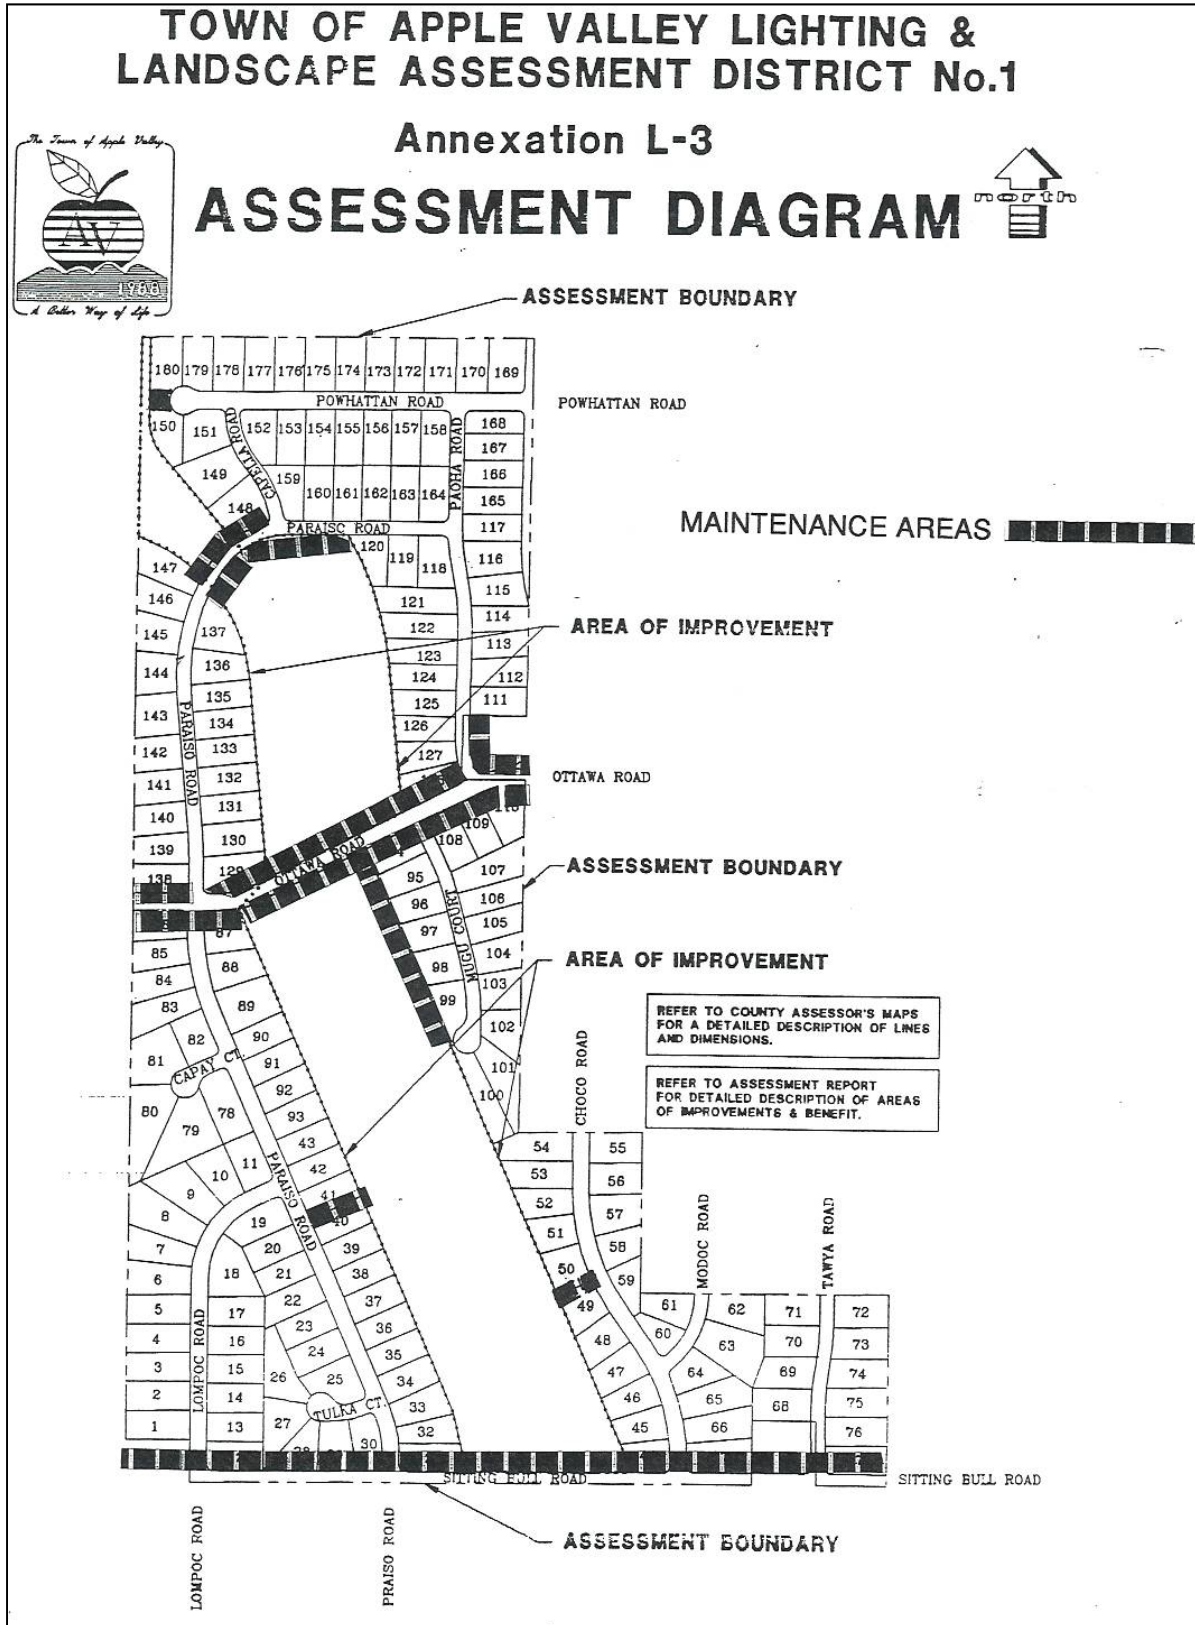 TOWN OF APPLE VALLEY LIGHTING &
LANDSCAPE ASSESSMENT DISTRICT No.1
Annexation L-3
ASSESSMENT DIAGRAM
north
The Town of Apple Valley
AV
1988
A Better Way of Life
ASSESSMENT BOUNDARY
180 179 178 177 176 175 174 173 172 171 170 169
POWHATTAN ROAD
POWHATTAN ROAD
150 151 152 153 154 155 156 157 158 168
CAPELLA ROAD
PAOHA ROAD
167
149 159 166
160 161 162 163 164 165
148
PARAISO ROAD
117
MAINTENANCE AREAS
120 119 118 116
147
146 121 115
145 137 122 114
AREA OF IMPROVEMENT
113
144 136 123
124 112
135 125 111
143 134 126
PARAISO ROAD
142 133 127
141 132
OTTAWA ROAD
140 131
139 130 108 109
138 129
OTTAWA ROAD
ASSESSMENT BOUNDARY
95 107
96 106
MUGU COURT
97 105
87
85 88 98 104
AREA OF IMPROVEMENT
84 99 103
83 89 102
82 90
81 91 101
CAPAY CT.
92 100
80 78 93
79 43
REFER TO COUNTY ASSESSOR'S MAPS
FOR A DETAILED DESCRIPTION OF LINES
AND DIMENSIONS.
REFER TO ASSESSMENT REPORT
FOR DETAILED DESCRIPTION OF AREAS
OF IMPROVEMENTS & BENEFIT.
CHOCO ROAD
54 55
11 42 53 56
10 41
9 40 52 57
PARAISO ROAD
8 19 39 51 58
7 20 38 50 59
6 18 21 37 49
MODOC ROAD
TAWYA ROAD
5 17 22 36 48 61 62 71 72
4 16 23 35 47 60 63 70 73
LOMPOC ROAD
3 15 24 34 46 64 69 74
2 14 26 25 33 45 65 68 75
TULKA CT.
1 13 27 30 32 66 76
28
SITTING BULL ROAD
SITTING BULL ROAD
LOMPOC ROAD
PRAISO ROAD
ASSESSMENT BOUNDARY